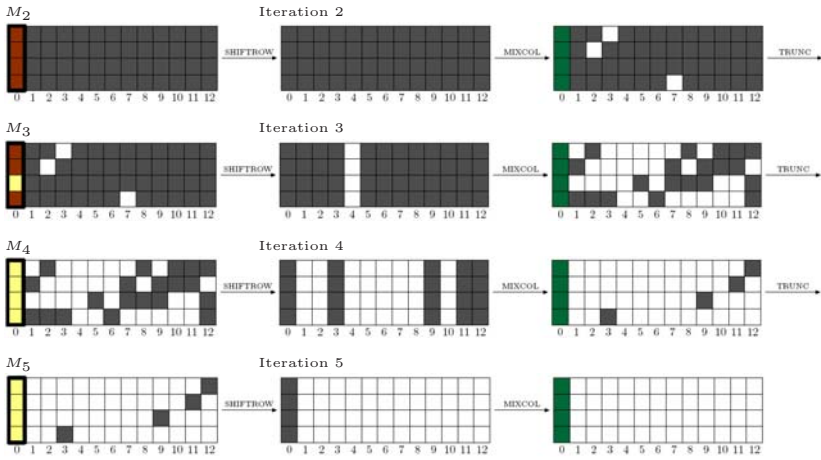 M2 Iteration 2
SHIFTROW MIXCOL TRUNC
0 1 2 3 4 5 6 7 8 9 10 11 12 0 1 2 3 4 5 6 7 8 9 10 11 12 0 1 2 3 4 5 6 7 8 9 10 11 12
M3 Iteration 3
SHIFTROW MIXCOL TRUNC
0 1 2 3 4 5 6 7 8 9 10 11 12 0 1 2 3 4 5 6 7 8 9 10 11 12 0 1 2 3 4 5 6 7 8 9 10 11 12
M4 Iteration 4
SHIFTROW MIXCOL TRUNC
0 1 2 3 4 5 6 7 8 9 10 11 12 0 1 2 3 4 5 6 7 8 9 10 11 12 0 1 2 3 4 5 6 7 8 9 10 11 12
M5 Iteration 5
SHIFTROW MIXCOL
0 1 2 3 4 5 6 7 8 9 10 11 12 0 1 2 3 4 5 6 7 8 9 10 11 12 0 1 2 3 4 5 6 7 8 9 10 11 12